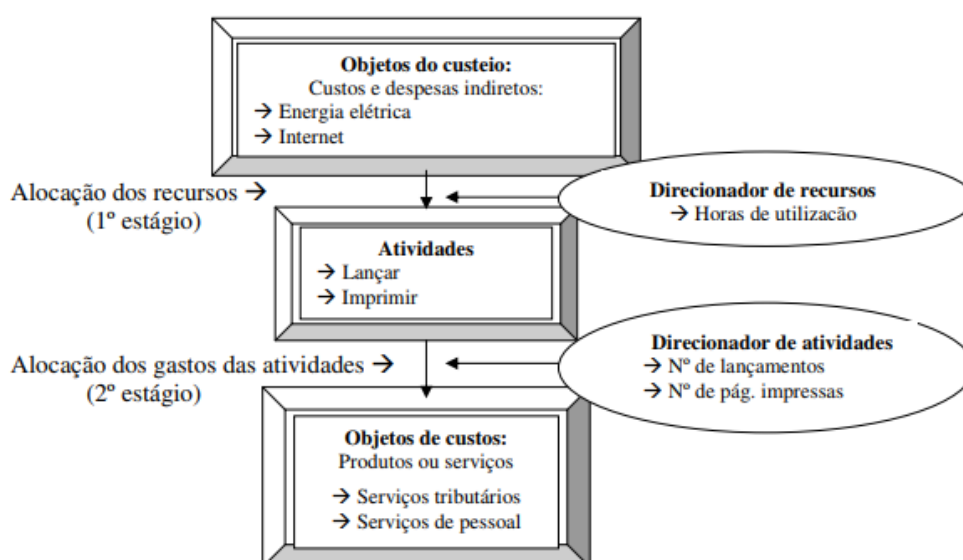 Objetos do custeio:
Custos e despesas indiretos:
→ Energia elétrica
→ Internet
Alocação dos recursos →
(1º estágio)
Direcionador de recursos
→ Horas de utilizacão
Atividades
→ Lançar
→ Imprimir
Alocação dos gastos das atividades →
(2º estágio)
Direcionador de atividades
→ Nº de lançamentos
→ Nº de pág. impressas
Objetos de custos:
Produtos ou serviços
→ Serviços tributários
→ Serviços de pessoal